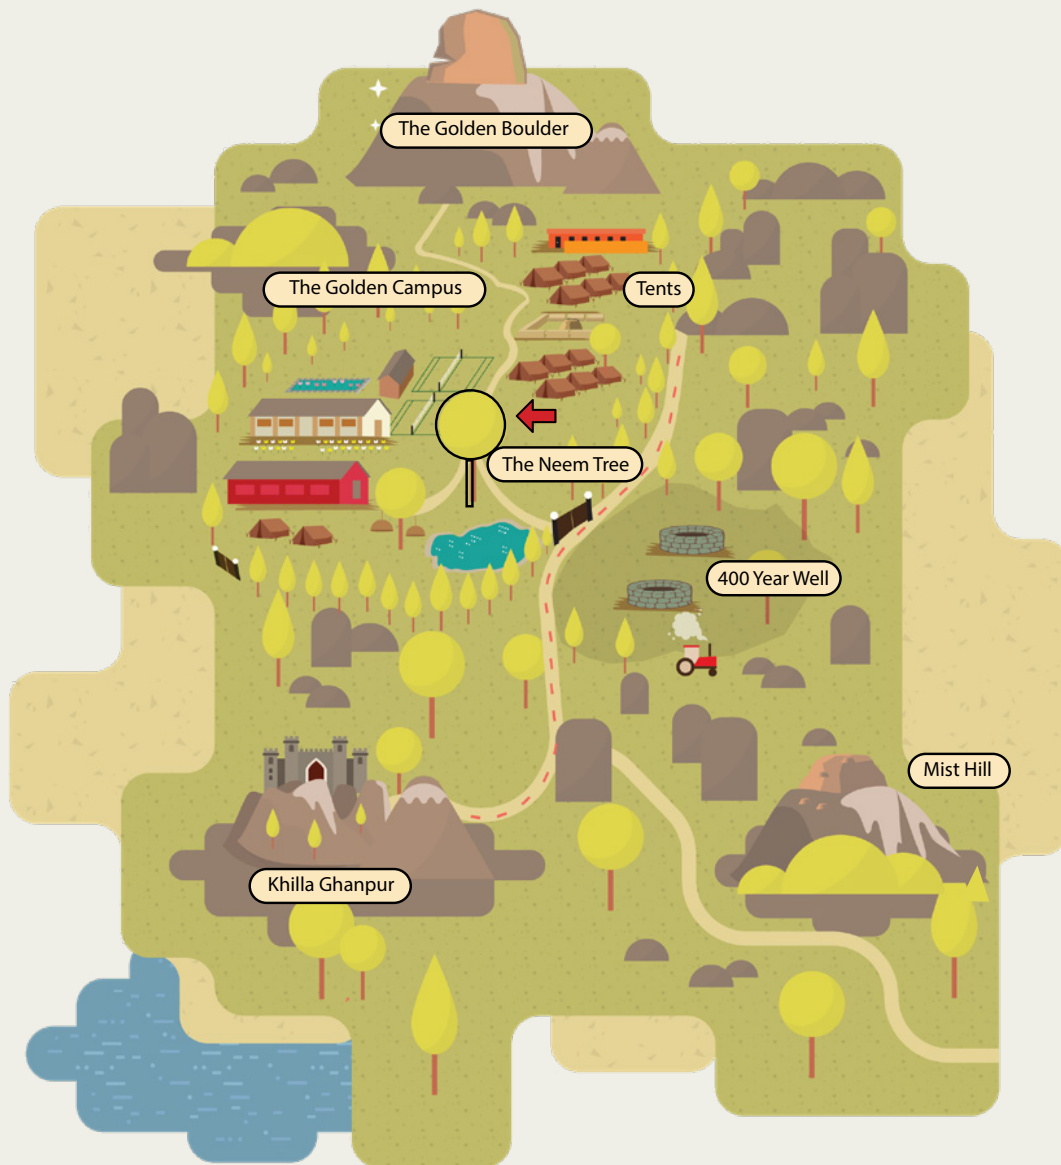 The Golden Boulder
The Golden Campus
Tents
The Neem Tree
400 Year Well
Mist Hill
Khilla Ghanpur